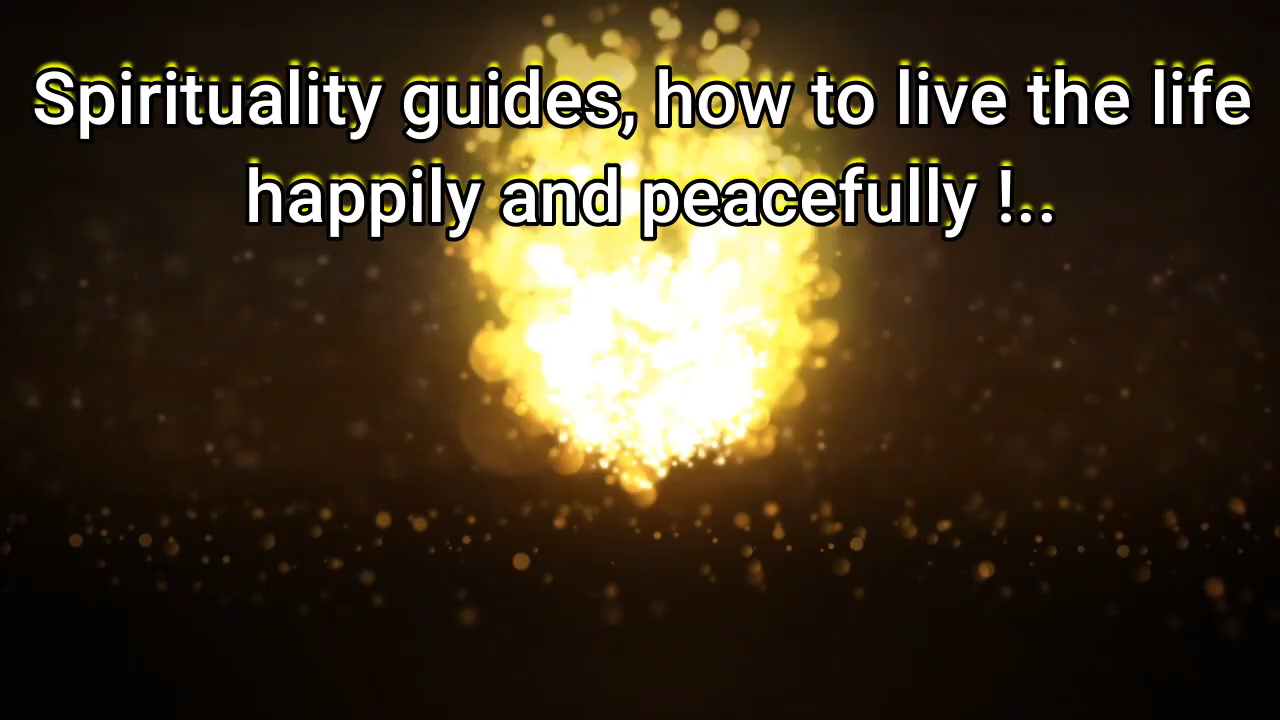 Spirituality guides, how to live the life
happily and peacefully !..